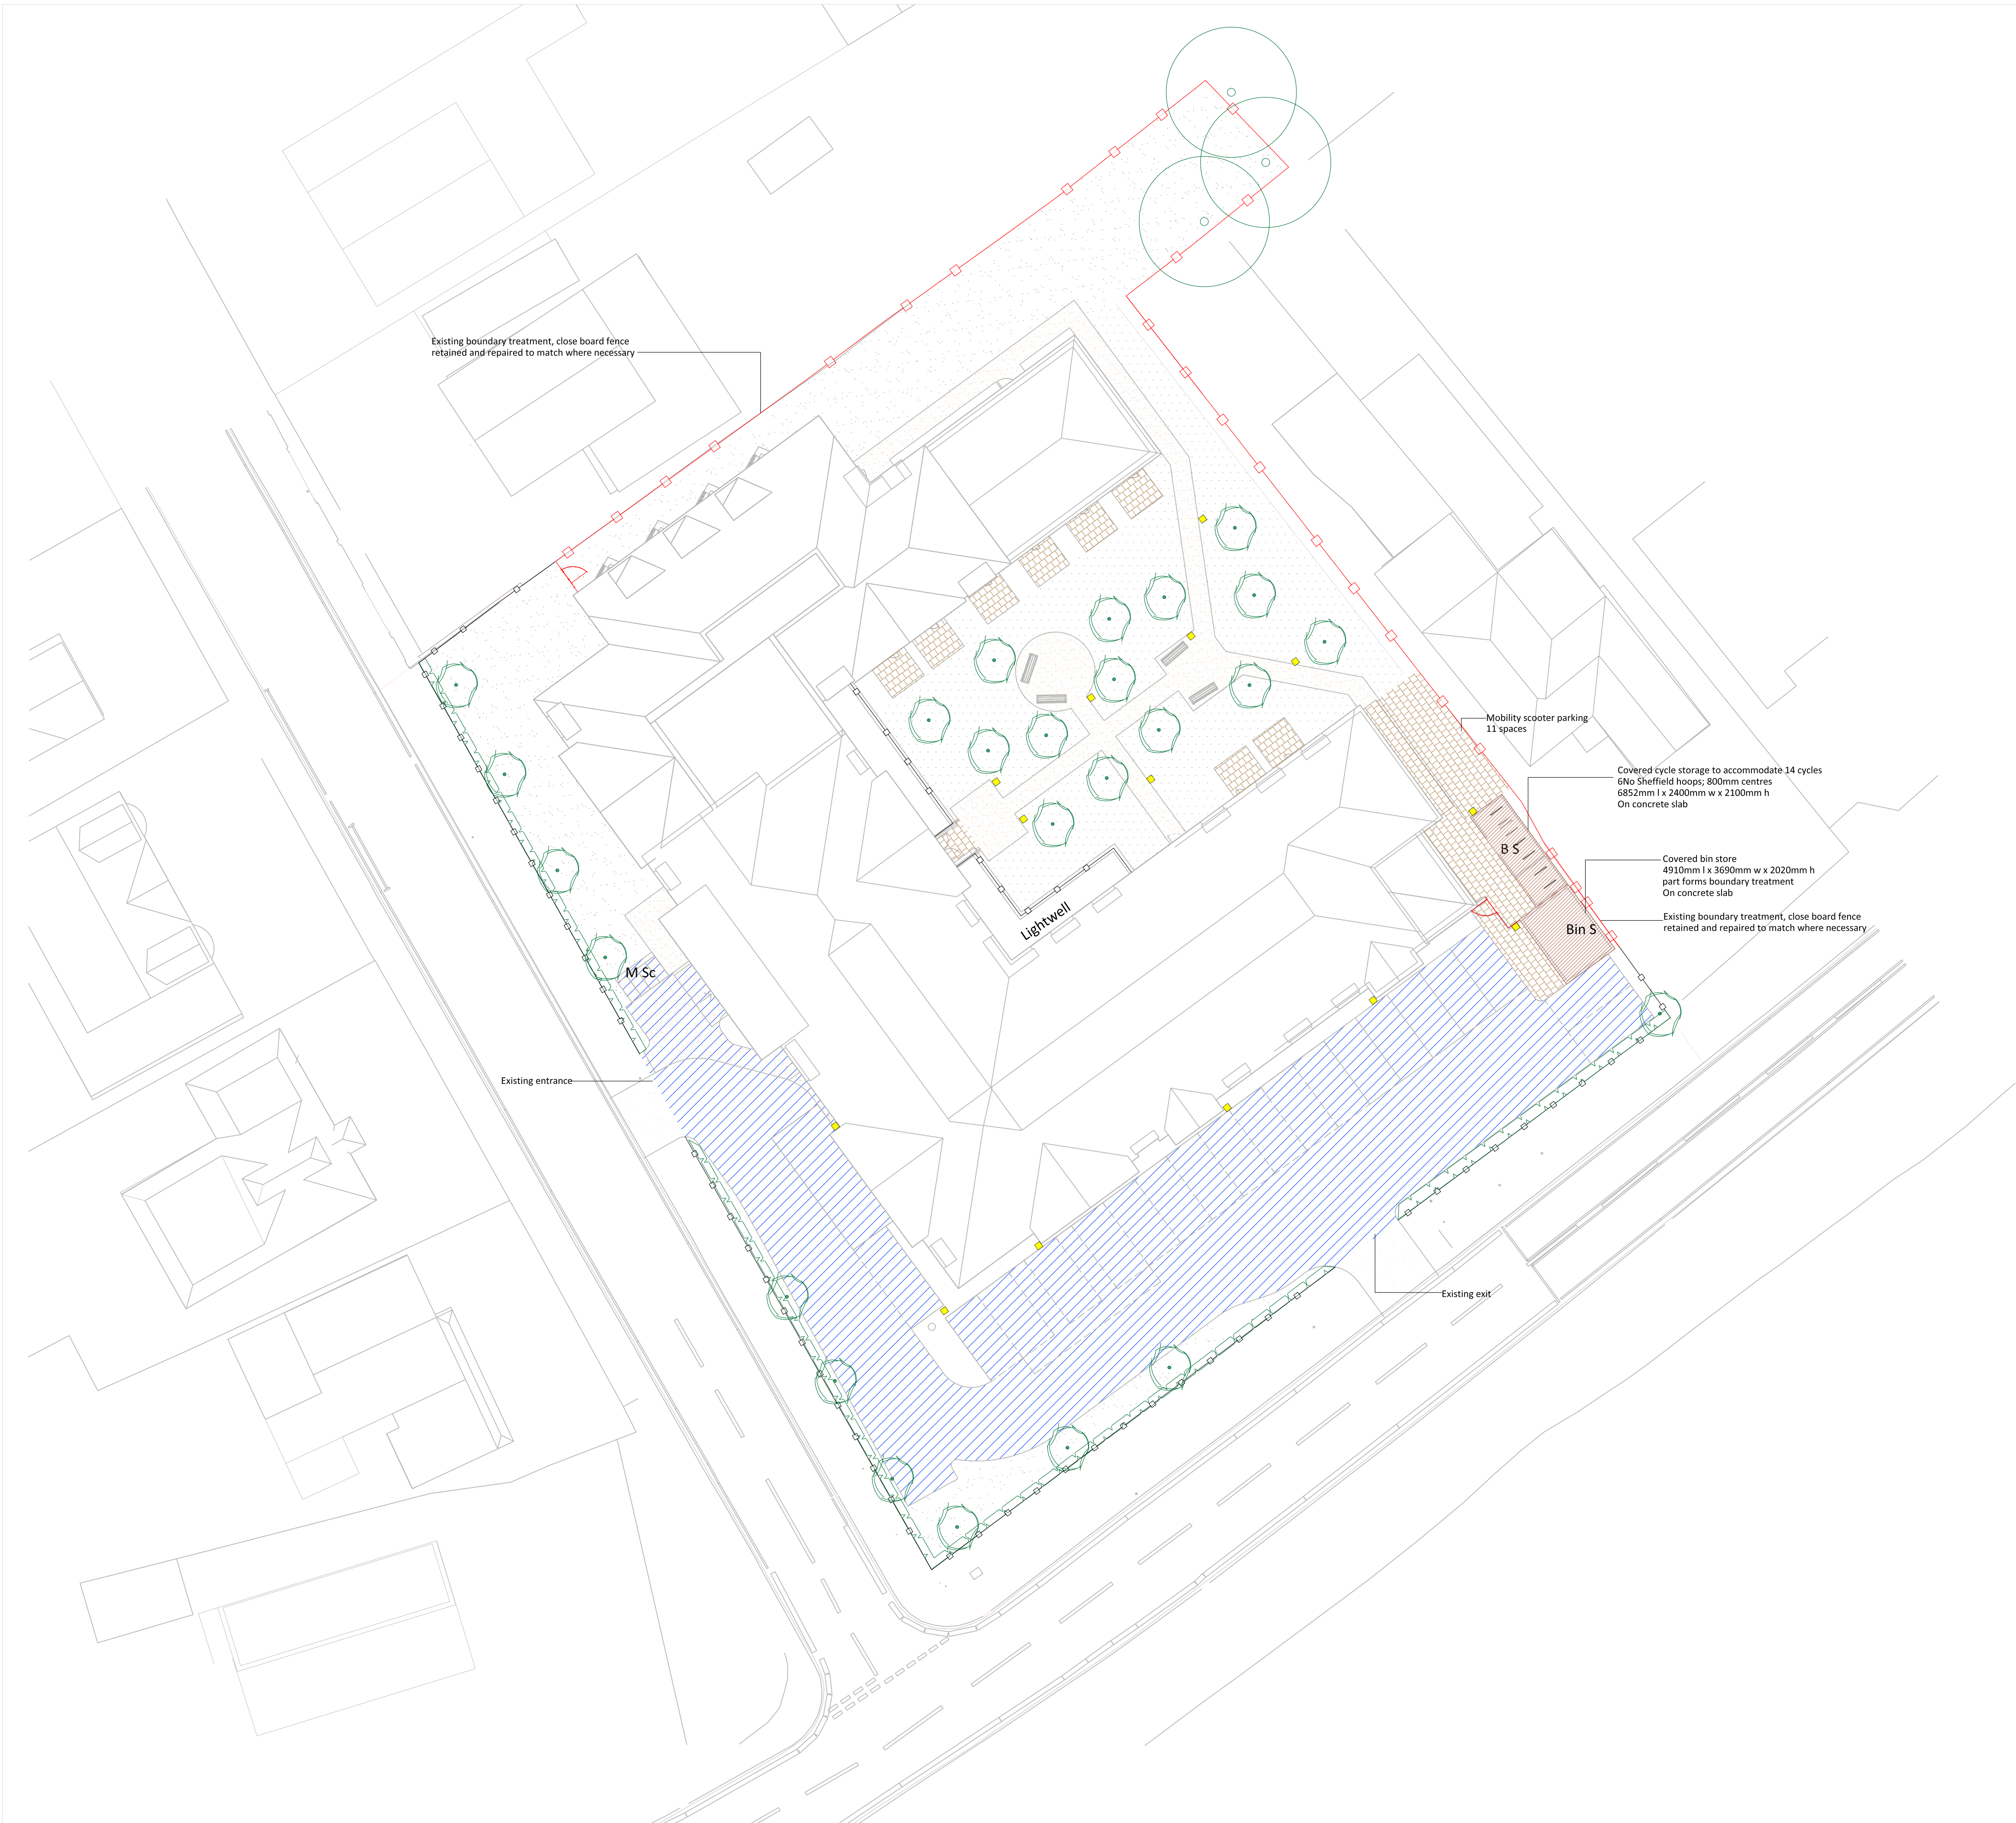 Existing boundary treatment, close board fence
retained and repaired to match where necessary
Mobility scooter parking
11 spaces
Covered cycle storage to accommodate 14 cycles
6No Sheffield hoops; 800mm centres
6852mm l x 2400mm w x 2100mm h
On concrete slab
B S
Covered bin store
4910mm l x 3690mm w x 2020mm h
part forms boundary treatment
On concrete slab
Existing boundary treatment, close board fence
retained and repaired to match where necessary
Bin S
Lightwell
M Sc
Existing entrance
Existing exit